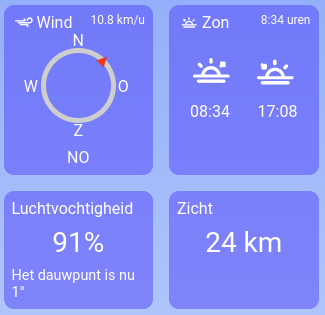 Wind 10.8 km/u
N
W O
Z
NO
Zon 8:34 uren
08:34 17:08
Luchtvochtigheid
91%
Het dauwpunt is nu
1°
Zicht
24 km